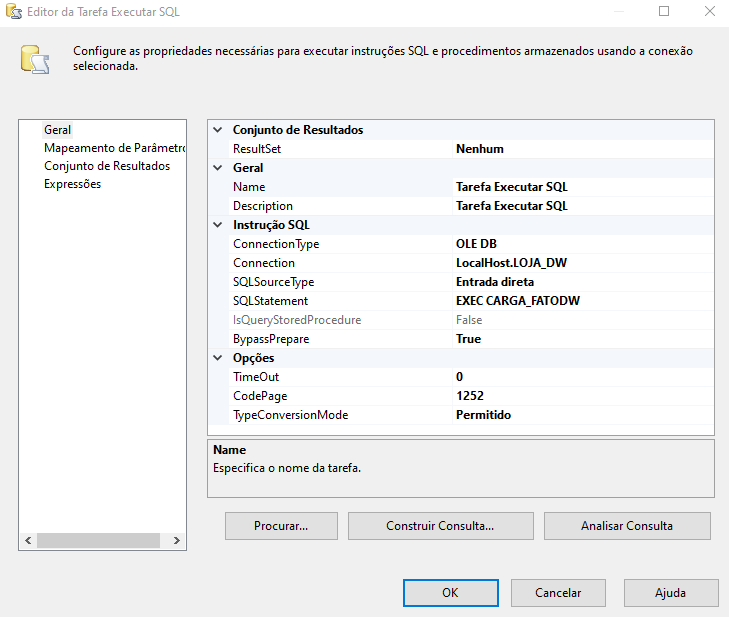 Editor da Tarefa Executar SQL
Configure as propriedades necessárias para executar instruções SQL e procedimentos armazenados usando a conexão
selecionada.
Geral
Mapeamento de Parâmetro
Conjunto de Resultados
Expressões
Conjunto de Resultados
ResultSet Nenhum
Geral
Name Tarefa Executar SQL
Description Tarefa Executar SQL
Instrução SQL
ConnectionType OLE DB
Connection LocalHost.LOJA_DW
SQLSourceType Entrada direta
SQLStatement EXEC CARGA_FATODW
IsQueryStoredProcedure False
BypassPrepare True
Opções
TimeOut 0
CodePage 1252
TypeConversionMode Permitido
Name
Especifica o nome da tarefa.
Procurar... Construir Consulta... Analisar Consulta
OK Cancelar Ajuda